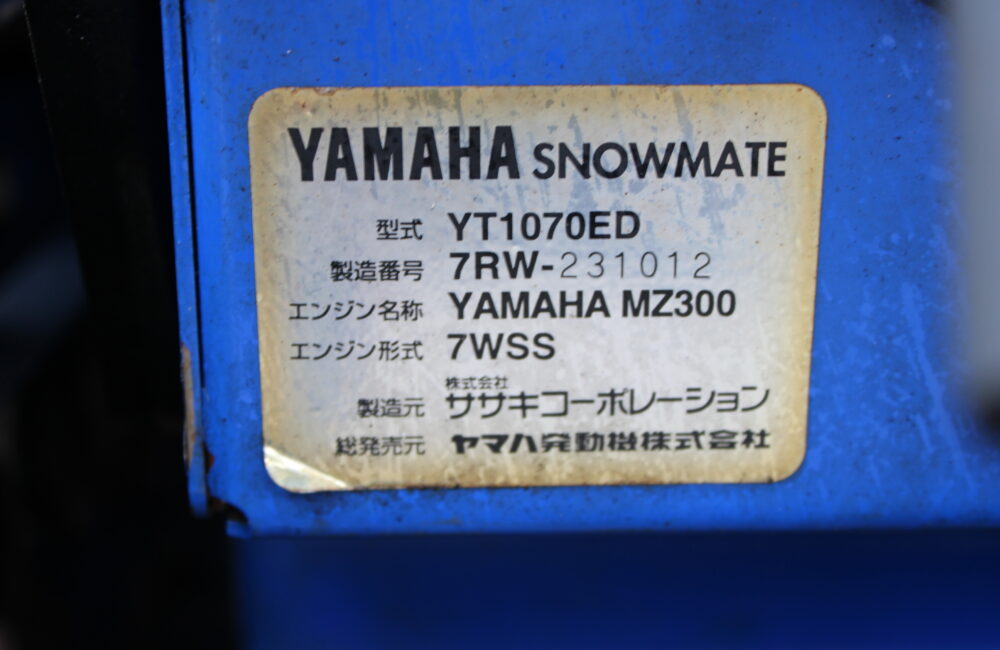 YAMAHA SNOWMATE
型式 YT1070ED
製造番号 7RW-231012
エンジン名称 YAMAHA MZ300
エンジン形式 7WSS
株式会社
製造元 ササキコーポレーション
総発売元 ヤマハ発動機株式会社